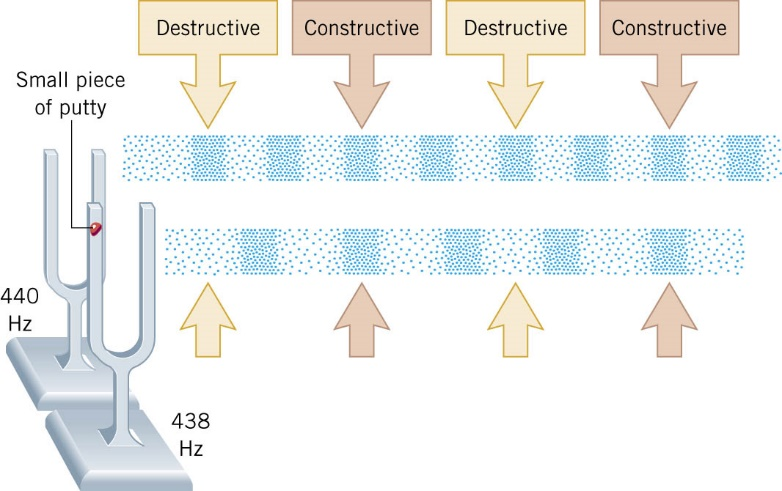 Destructive
Constructive
Destructive
Constructive
Small piece
of putty
440
Hz
438
Hz